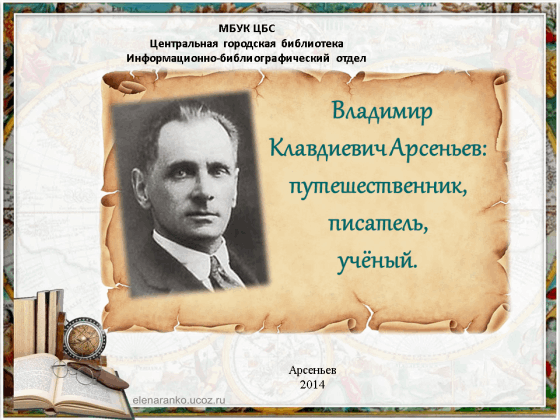 МБУК ЦБС
Центральная городская библиотека
Информационно-библиографический отдел
Владимир
Клавдиевич Арсеньев:
путешественник,
писатель,
учёный.
Арсеньев
2014
elenaranko.ucoz.ru